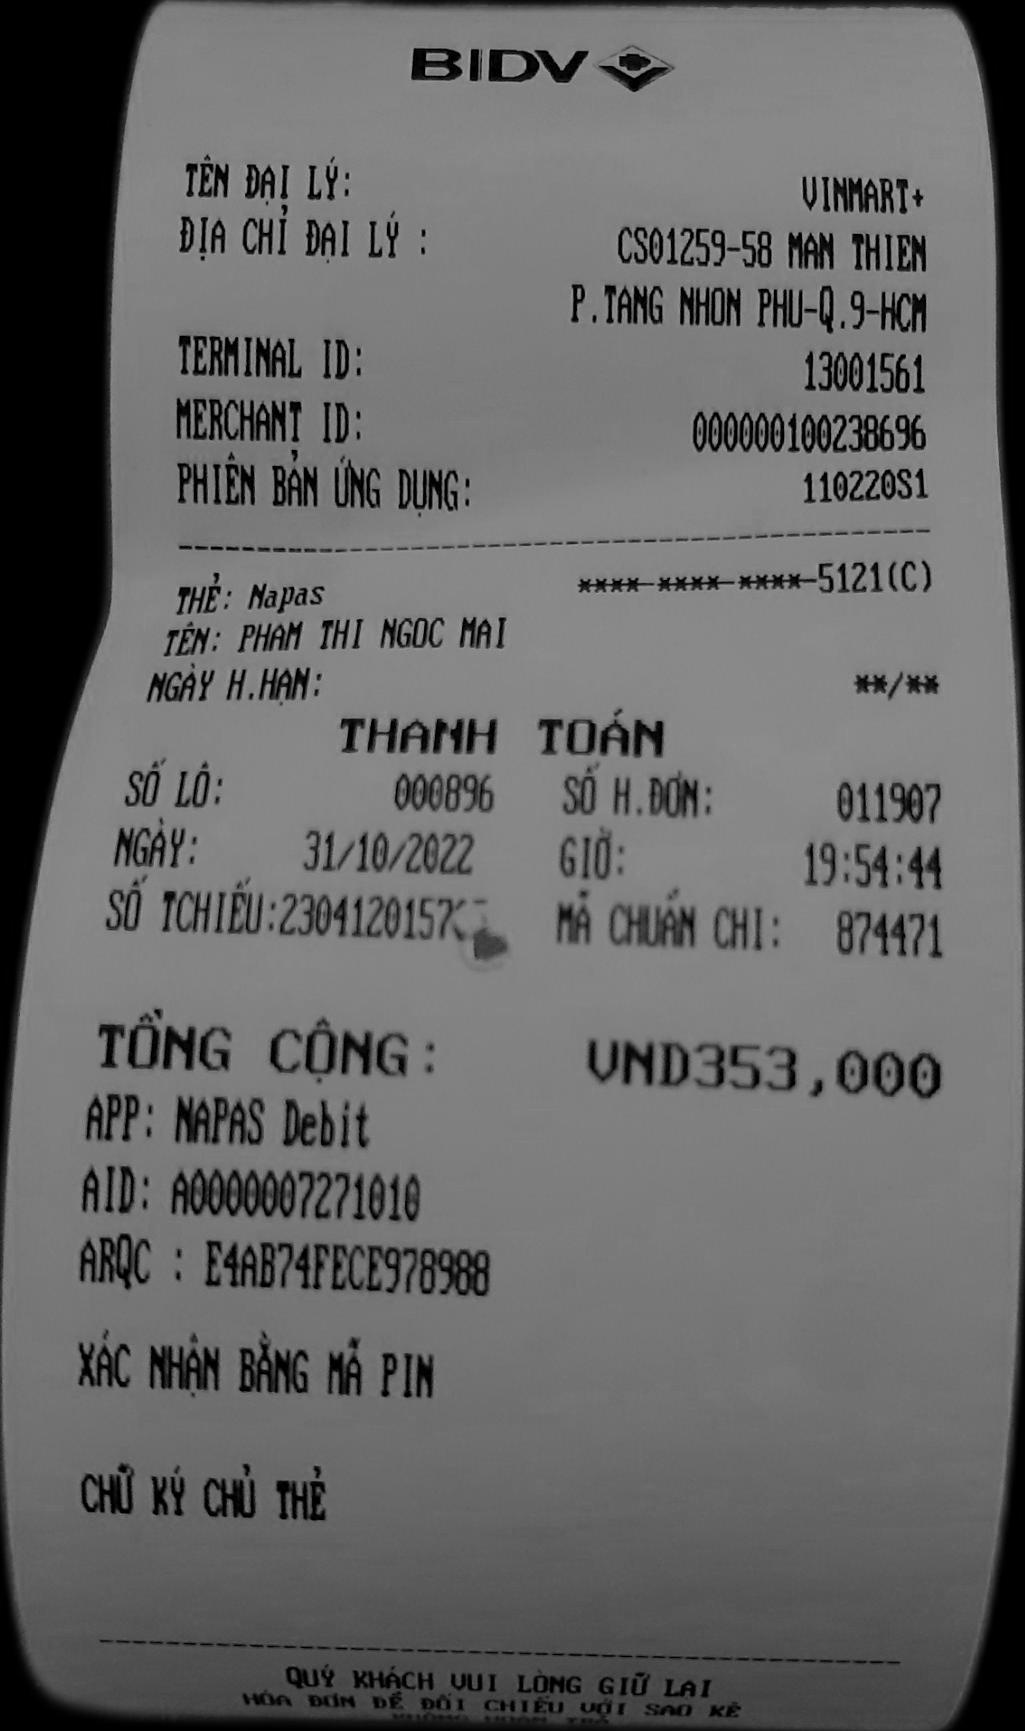 BIDV
TÊN ĐẠI LÝ: VINMART+
ĐỊA CHỈ ĐẠI LÝ : CS01259-58 MAN THIEN
P.TANG NHON PHU-Q.9-HCM
TERMINAL ID: 13001561
MERCHANT ID: 000000100238696
PHIÊN BẢN ỨNG DỤNG: 110220S1
THẺ: Napas ****-****-****-5121(C)
TÊN: PHAM THI NGOC MAI
NGÀY H.HẠN: **/**
THANH TOÁN
SỐ LÔ: 000896 SỐ H.ĐƠN: 011907
NGÀY: 31/10/2022 GIỜ: 19:54:44
SỐ TCHIẾU: MÃ CHUẨN CHI: 874471
TỔNG CỘNG: VND353,000
APP: NAPAS Debit
AID: A0000007271010
ARQC : E4AB74FECE978988
XÁC NHẬN BẰNG MÃ PIN
CHỮ KÝ CHỦ THẺ
QUÝ KHÁCH VUI LÒNG GIỮ LẠI
HÓA ĐƠN ĐỂ ĐỐI CHIẾU VỚI SAO KÊ